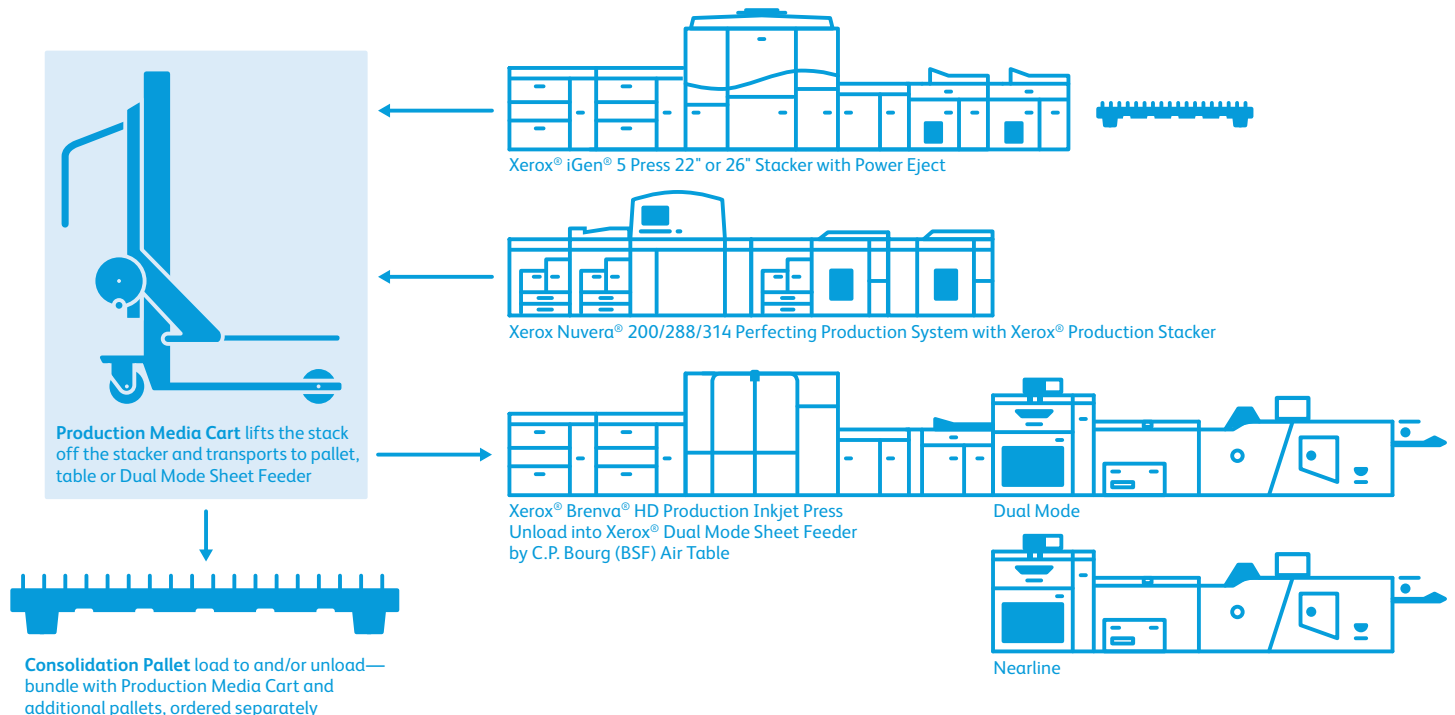 Xerox® iGen® 5 Press 22" or 26" Stacker with Power Eject
Xerox Nuvera® 200/288/314 Perfecting Production System with Xerox® Production Stacker
Production Media Cart lifts the stack
off the stacker and transports to pallet,
table or Dual Mode Sheet Feeder
Xerox® Brenva® HD Production Inkjet Press
Unload into Xerox® Dual Mode Sheet Feeder
by C.P. Bourg (BSF) Air Table
Dual Mode
Nearline
Consolidation Pallet load to and/or unload—
bundle with Production Media Cart and
additional pallets, ordered separately